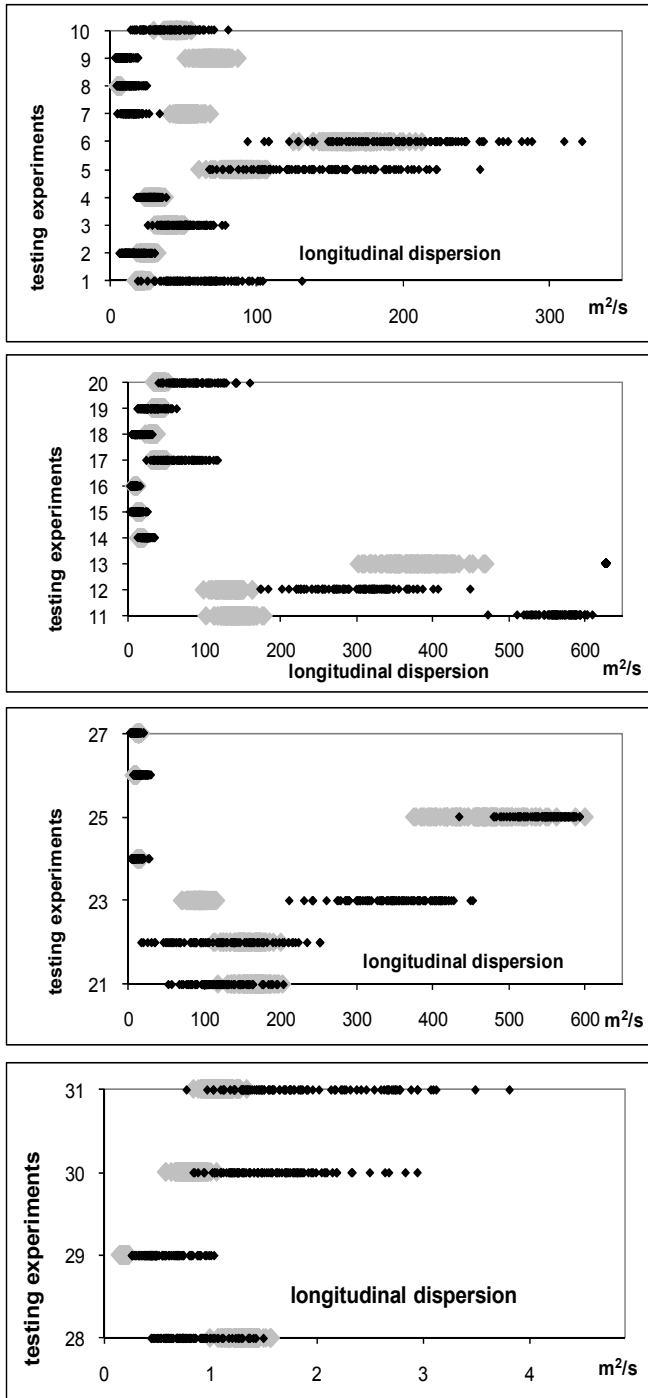 testing experiments
10
9
8
7
6
5
4
3
2
1
longitudinal dispersion
0 100 200 300 m²/s
testing experiments
20
19
18
17
16
15
14
13
12
11
0 100 200 300 400 500 600 m²/s
longitudinal dispersion
testing experiments
27
25
23
21
longitudinal dispersion
0 100 200 300 400 500 600 m²/s
testing experiments
31
30
29
28
longitudinal dispersion
0 1 2 3 4 m²/s